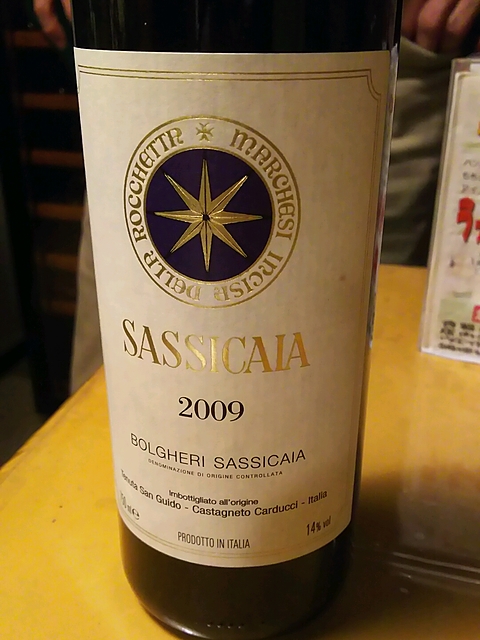 MARCHESI INCISA DELLA ROCCHETTA
SASSICAIA
2009
BOLGHERI SASSICAIA
DENOMINAZIONE DI ORIGINE CONTROLLATA
Imbottigliato all'origine
Tenuta San Guido - Castagneto Carducci - Italia
ml e
14% vol
PRODOTTO IN ITALIA